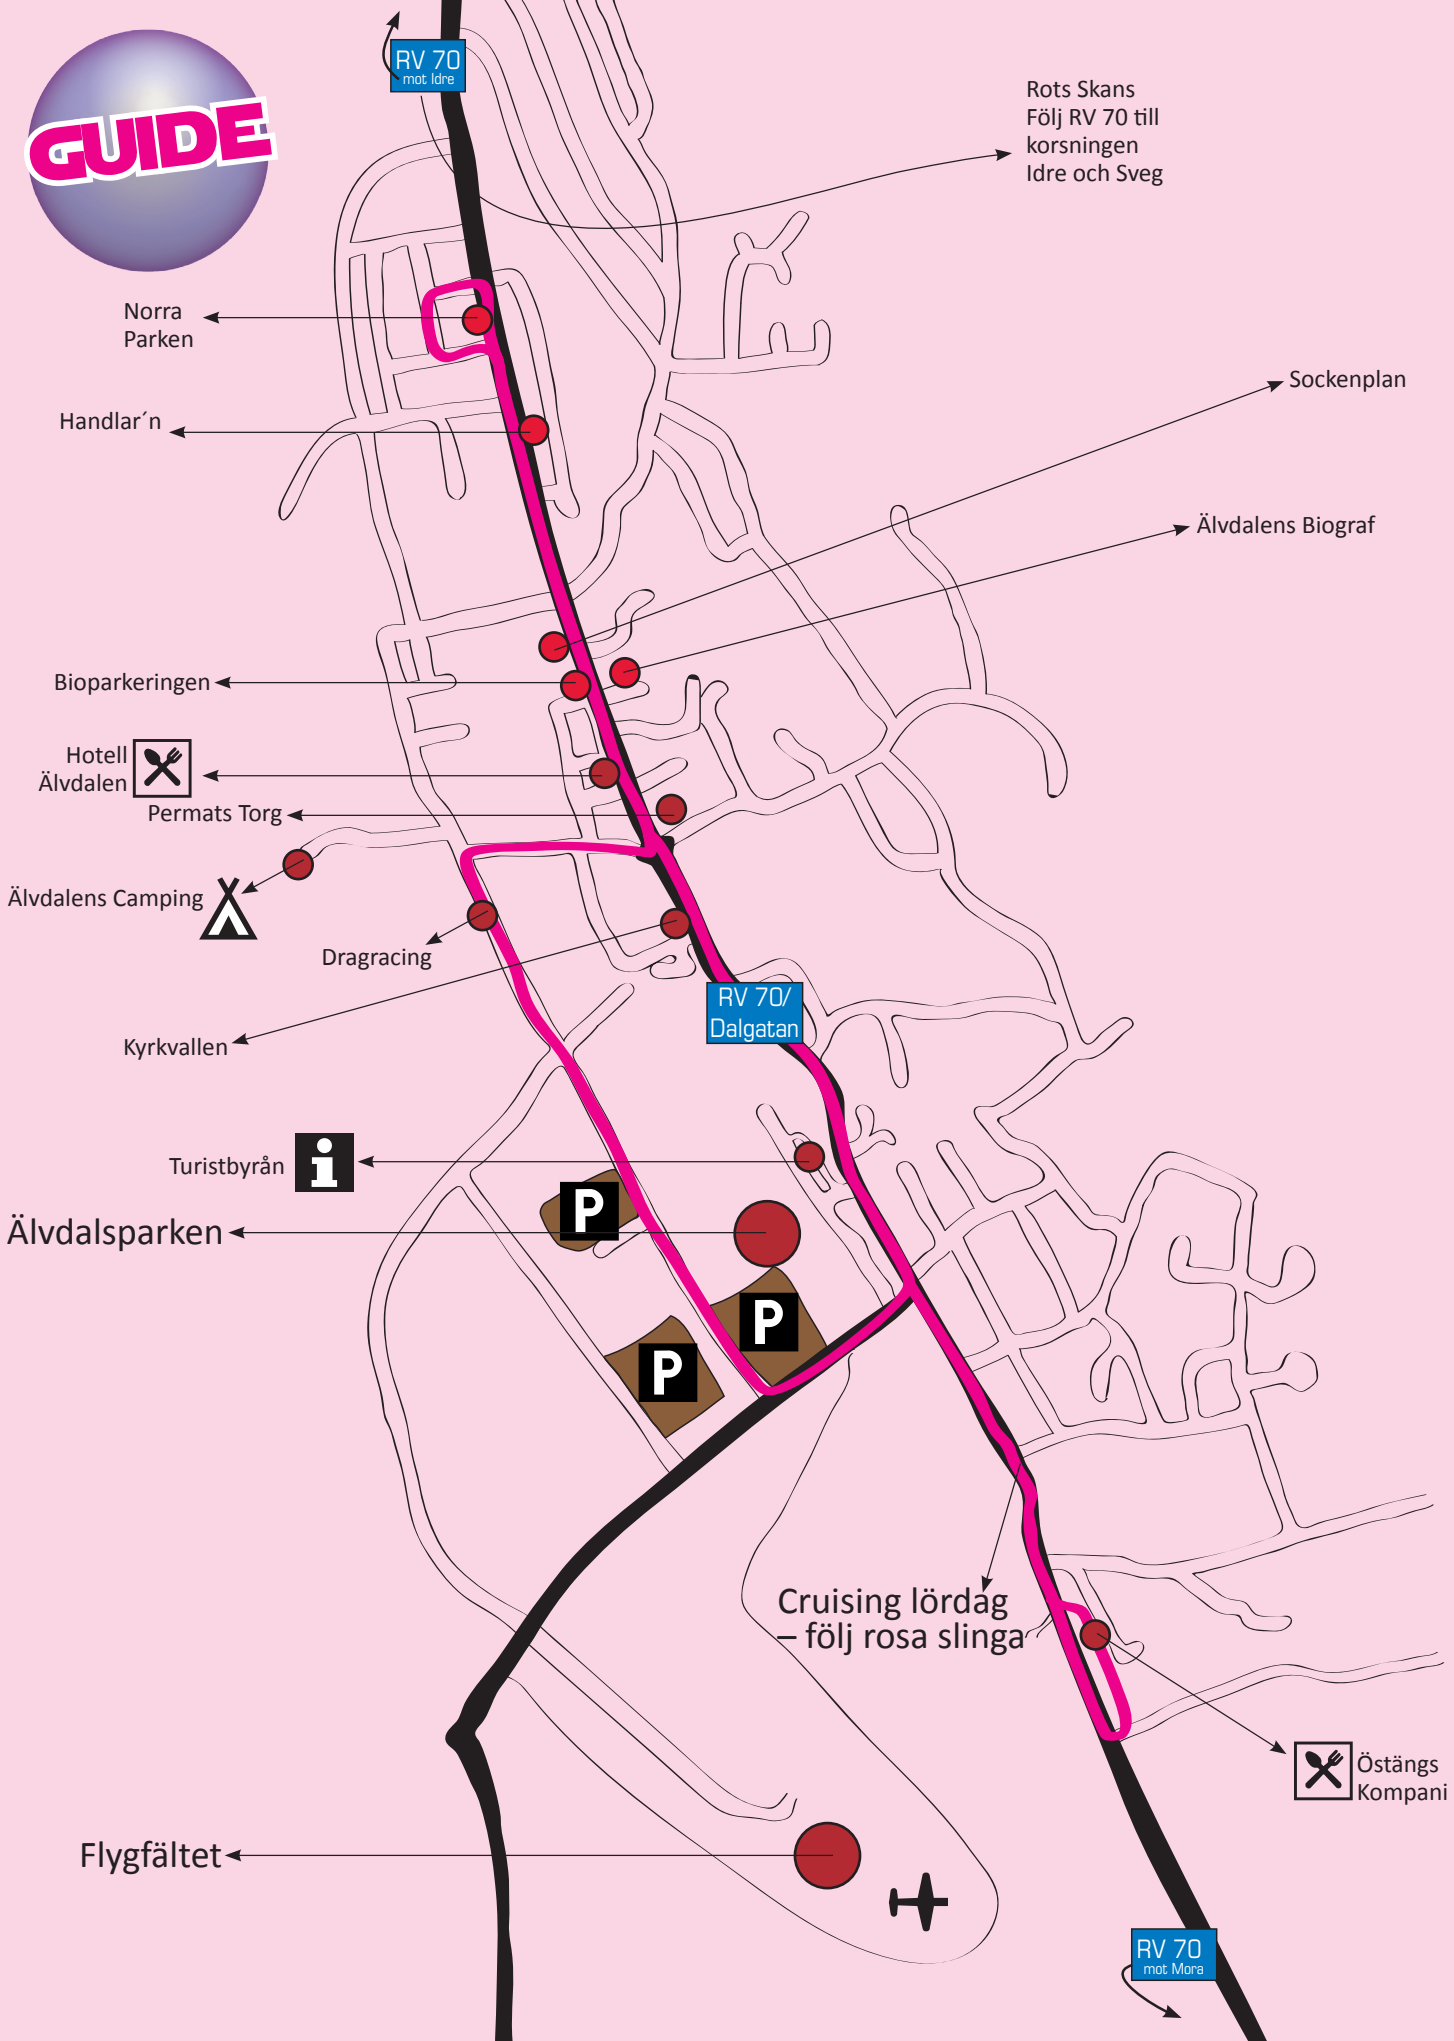 GUIDE
RV 70
mot Idre
Rots Skans
Följ RV 70 till
korsningen
Idre och Sveg
Norra
Parken
Handlar´n
Sockenplan
Älvdalens Biograf
Bioparkeringen
Hotell
Älvdalen
Permats Torg
Älvdalens Camping
Dragracing
Kyrkvallen
RV 70/
Dalgatan
Turistbyrån
i
Älvdalsparken
P
P
P
Cruising lördag
– följ rosa slinga
Östängs
Kompani
Flygfältet
RV 70
mot Mora